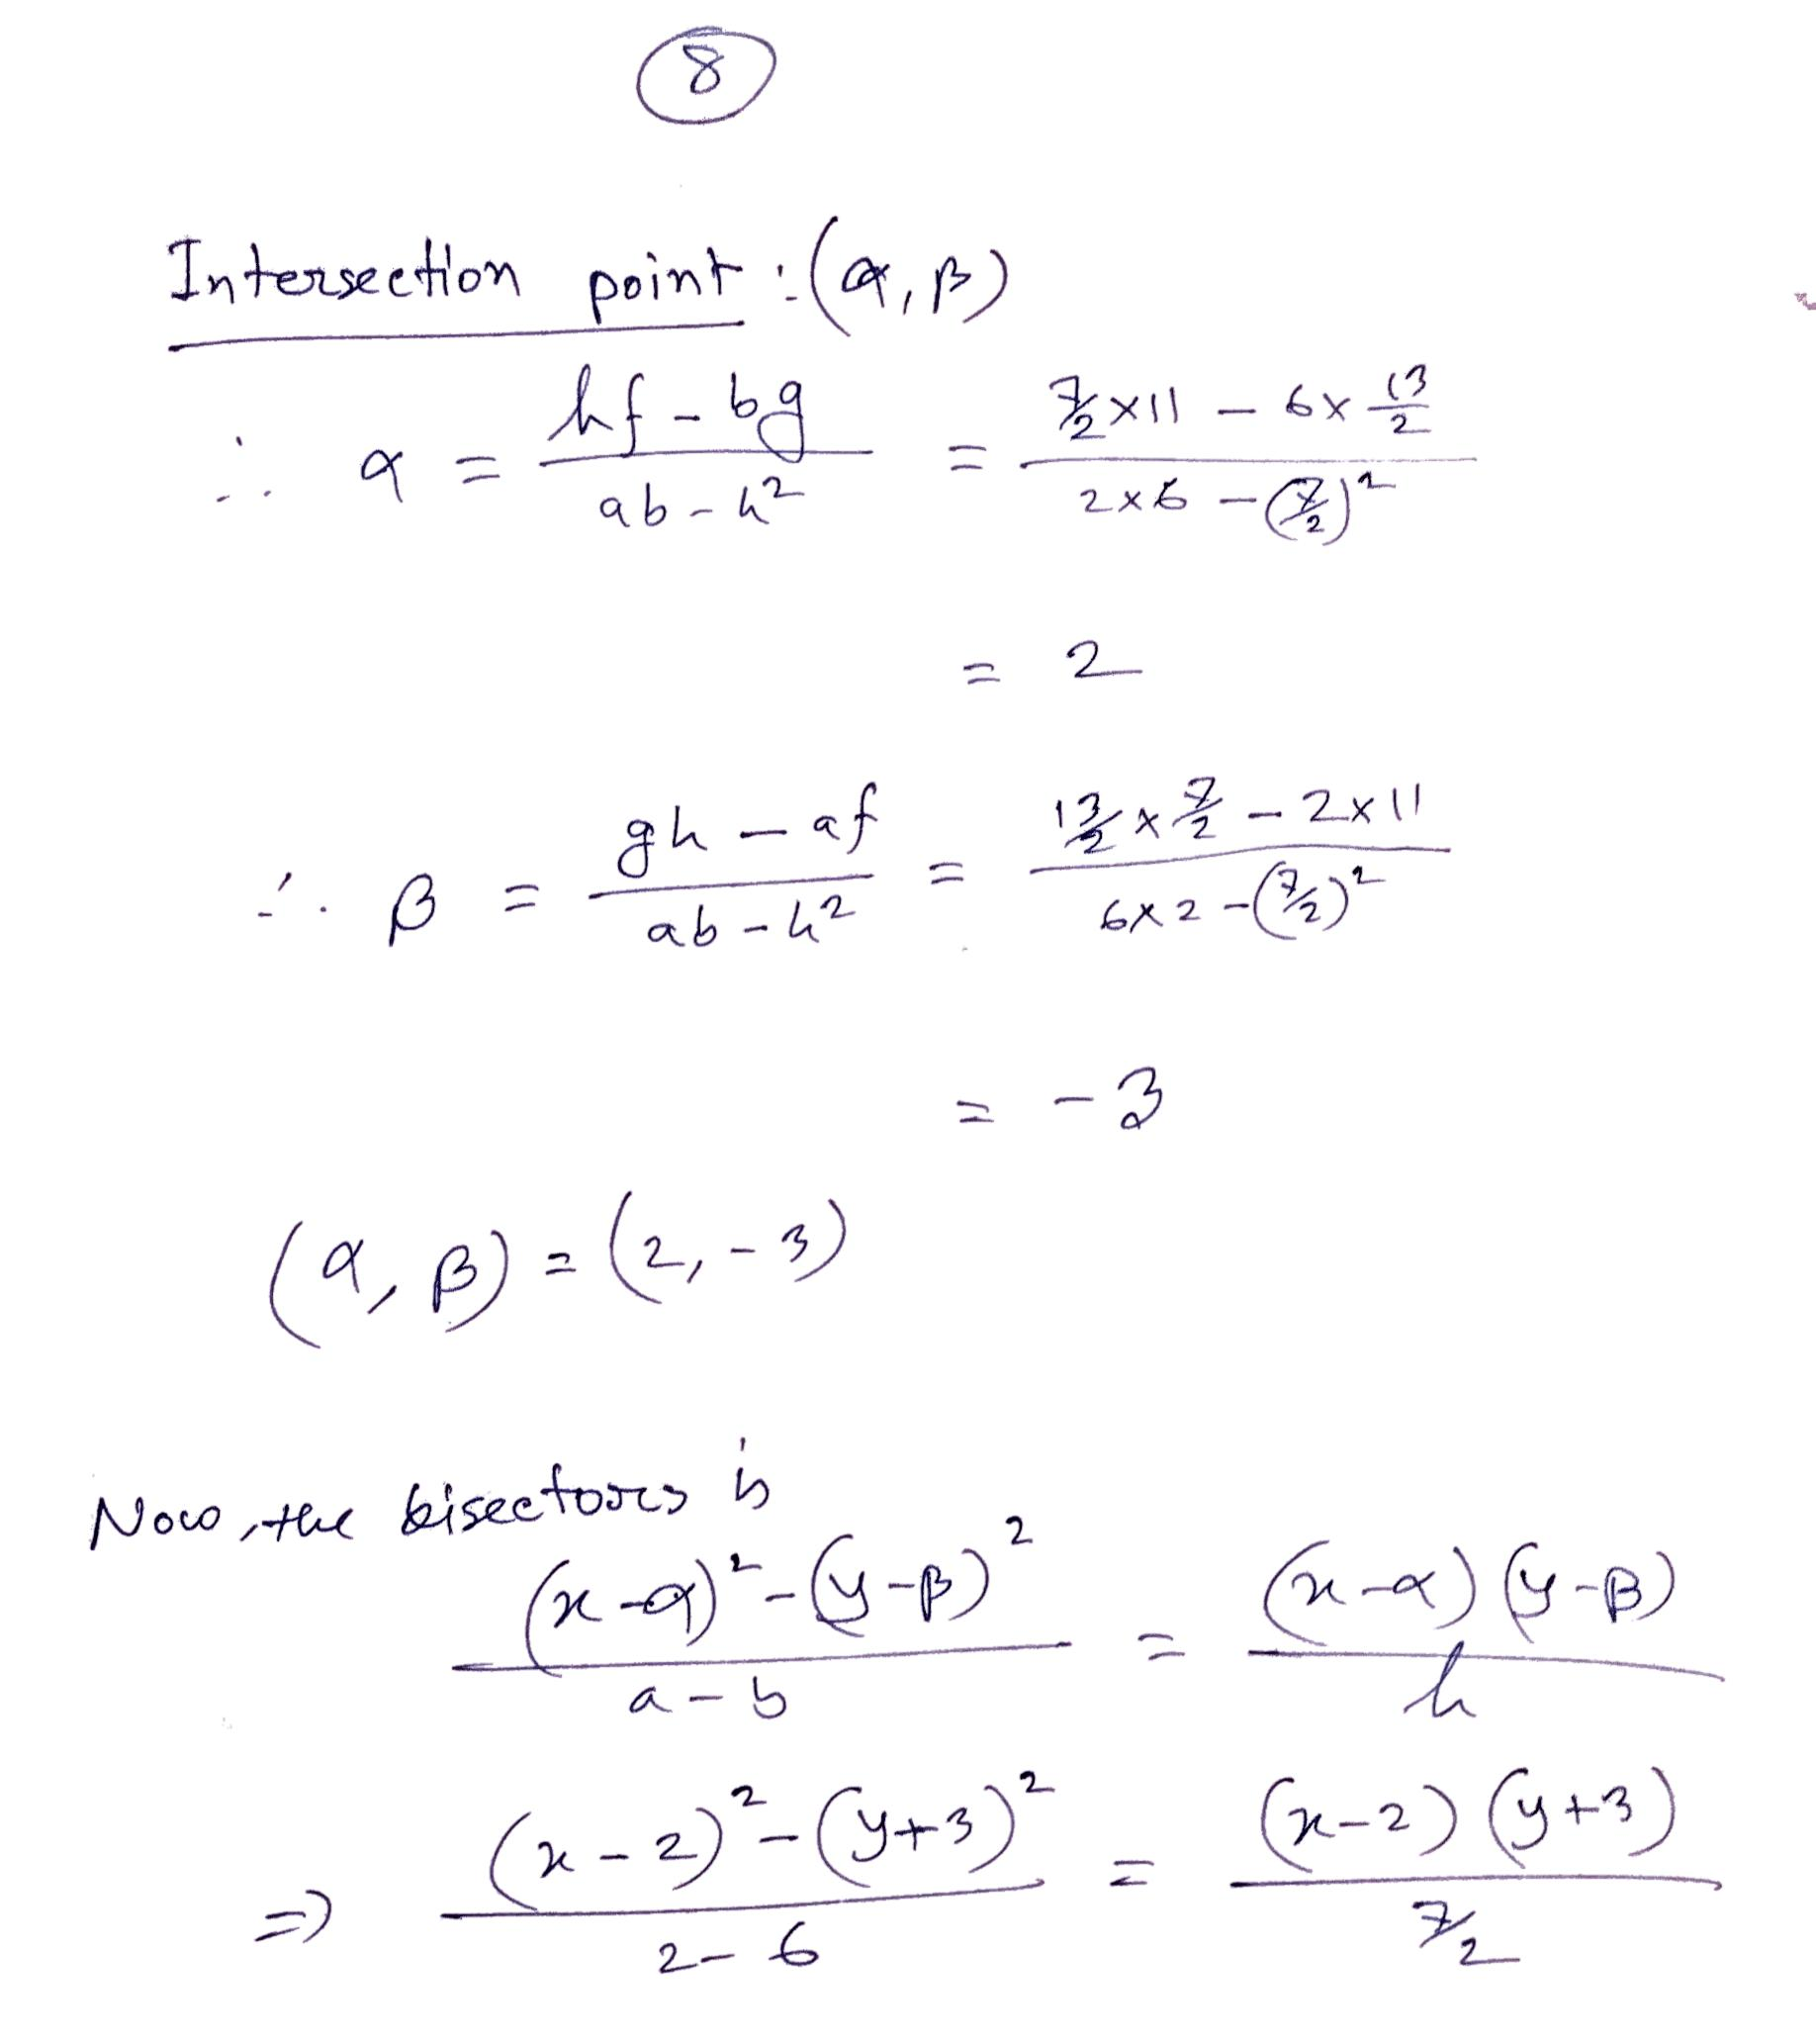 8
Intersection point : (α, β)
∴ α = (hf - bg)/(ab - h²) = (7/2 × 11 - 6 × 13/2)/(2×6 - (7/2)²)
= 2
∴ β = (gh - af)/(ab - h²) = (13/2 × 7/2 - 2×11)/(6×2 - (7/2)²)
= -3
(α, β) = (2, -3)
Now, the bisectors is
((x-α)² - (y-β)²)/(a-b) = ((x-α)(y-β))/h
⇒ ((x-2)² - (y+3)²)/(2-6) = ((x-2)(y+3))/(7/2)